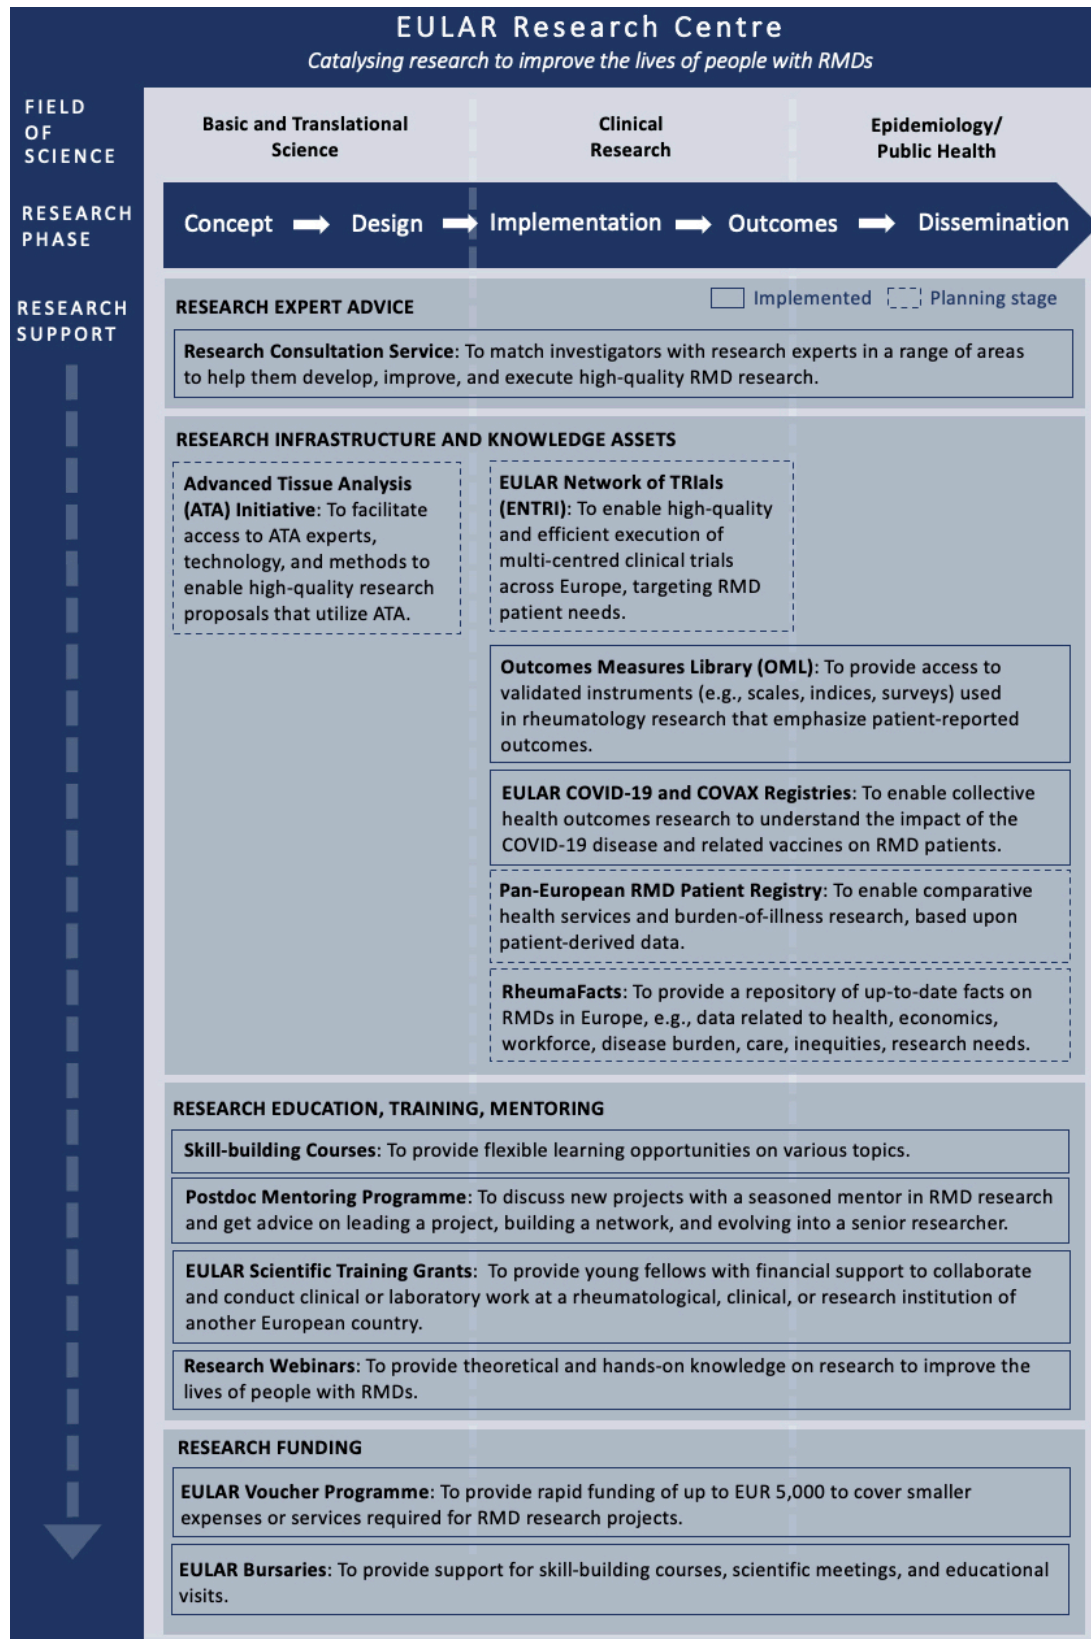 EULAR Research Centre
Catalysing research to improve the lives of people with RMDs
FIELD
OF
SCIENCE
Basic and Translational
Science
Clinical
Research
Epidemiology/
Public Health
RESEARCH
PHASE
Concept
Design
Implementation
Outcomes
Dissemination
RESEARCH
SUPPORT
RESEARCH EXPERT ADVICE
Implemented
Planning stage
Research Consultation Service: To match investigators with research experts in a range of areas
to help them develop, improve, and execute high-quality RMD research.
RESEARCH INFRASTRUCTURE AND KNOWLEDGE ASSETS
Advanced Tissue Analysis
(ATA) Initiative: To facilitate
access to ATA experts,
technology, and methods to
enable high-quality research
proposals that utilize ATA.
EULAR Network of TRIals
(ENTRI): To enable high-quality
and efficient execution of
multi-centred clinical trials
across Europe, targeting RMD
patient needs.
Outcomes Measures Library (OML): To provide access to
validated instruments (e.g., scales, indices, surveys) used
in rheumatology research that emphasize patient-reported
outcomes.
EULAR COVID-19 and COVAX Registries: To enable collective
health outcomes research to understand the impact of the
COVID-19 disease and related vaccines on RMD patients.
Pan-European RMD Patient Registry: To enable comparative
health services and burden-of-illness research, based upon
patient-derived data.
RheumaFacts: To provide a repository of up-to-date facts on
RMDs in Europe, e.g., data related to health, economics,
workforce, disease burden, care, inequities, research needs.
RESEARCH EDUCATION, TRAINING, MENTORING
Skill-building Courses: To provide flexible learning opportunities on various topics.
Postdoc Mentoring Programme: To discuss new projects with a seasoned mentor in RMD research
and get advice on leading a project, building a network, and evolving into a senior researcher.
EULAR Scientific Training Grants: To provide young fellows with financial support to collaborate
and conduct clinical or laboratory work at a rheumatological, clinical, or research institution of
another European country.
Research Webinars: To provide theoretical and hands-on knowledge on research to improve the
lives of people with RMDs.
RESEARCH FUNDING
EULAR Voucher Programme: To provide rapid funding of up to EUR 5,000 to cover smaller
expenses or services required for RMD research projects.
EULAR Bursaries: To provide support for skill-building courses, scientific meetings, and educational
visits.